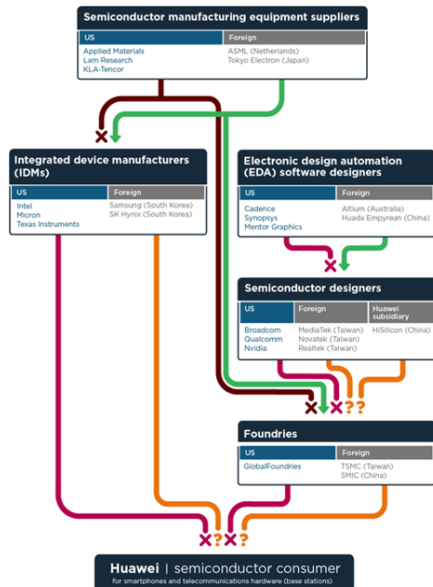 Semiconductor manufacturing equipment suppliers
US
Foreign
Applied Materials
Lam Research
KLA-Tencor
ASML (Netherlands)
Tokyo Electron (Japan)
X
Integrated device manufacturers
(IDMs)
US
Foreign
Intel
Micron
Texas Instruments
Samsung (South Korea)
SK Hynix (South Korea)
Electronic design automation
(EDA) software designers
US
Foreign
Cadence
Synopsys
Mentor Graphics
Altium (Australia)
Huada Empyrean (China)
X
Semiconductor designers
US
Foreign
Huawei
subsidiary
Broadcom
Qualcomm
Nvidia
MediaTek (Taiwan)
Novatek (Taiwan)
Realtek (Taiwan)
HiSilicon (China)
X X??
Foundries
US
Foreign
GlobalFoundries
TSMC (Taiwan)
SMIC (China)
X?X?
Huawei | semiconductor consumer
for smartphones and telecommunications hardware (base stations)